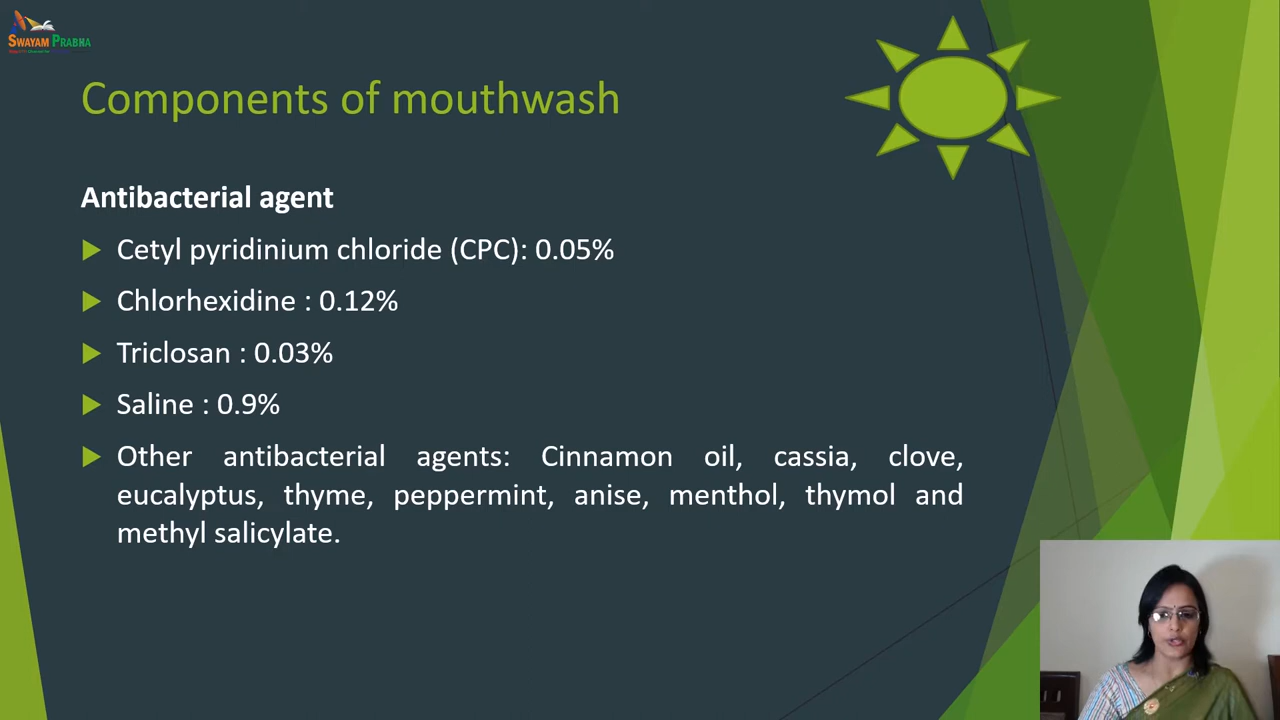 SWAYAM PRABHA
Components of mouthwash
Antibacterial agent
Cetyl pyridinium chloride (CPC): 0.05%
Chlorhexidine : 0.12%
Triclosan : 0.03%
Saline : 0.9%
Other antibacterial agents: Cinnamon oil, cassia, clove,
eucalyptus, thyme, peppermint, anise, menthol, thymol and
methyl salicylate.